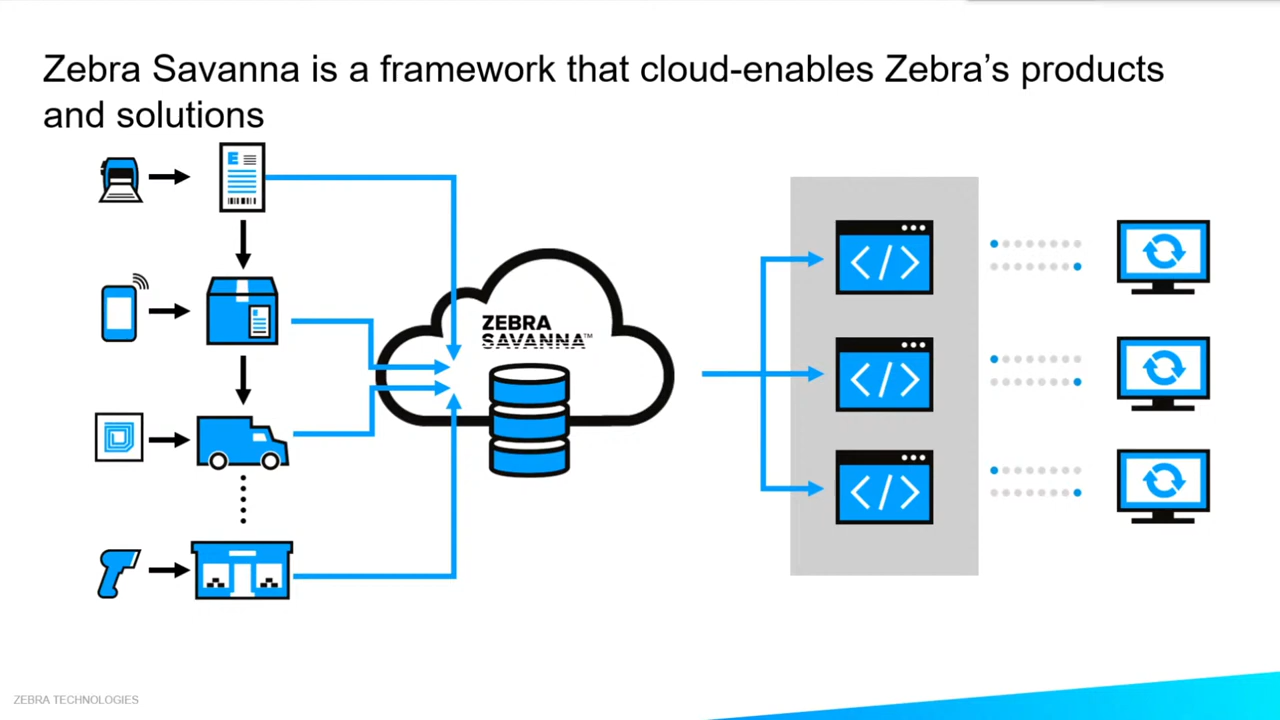 Zebra Savanna is a framework that cloud-enables Zebra’s products
and solutions
E
ZEBRA
SAVANNA™
</>
</>
</>
ZEBRA TECHNOLOGIES